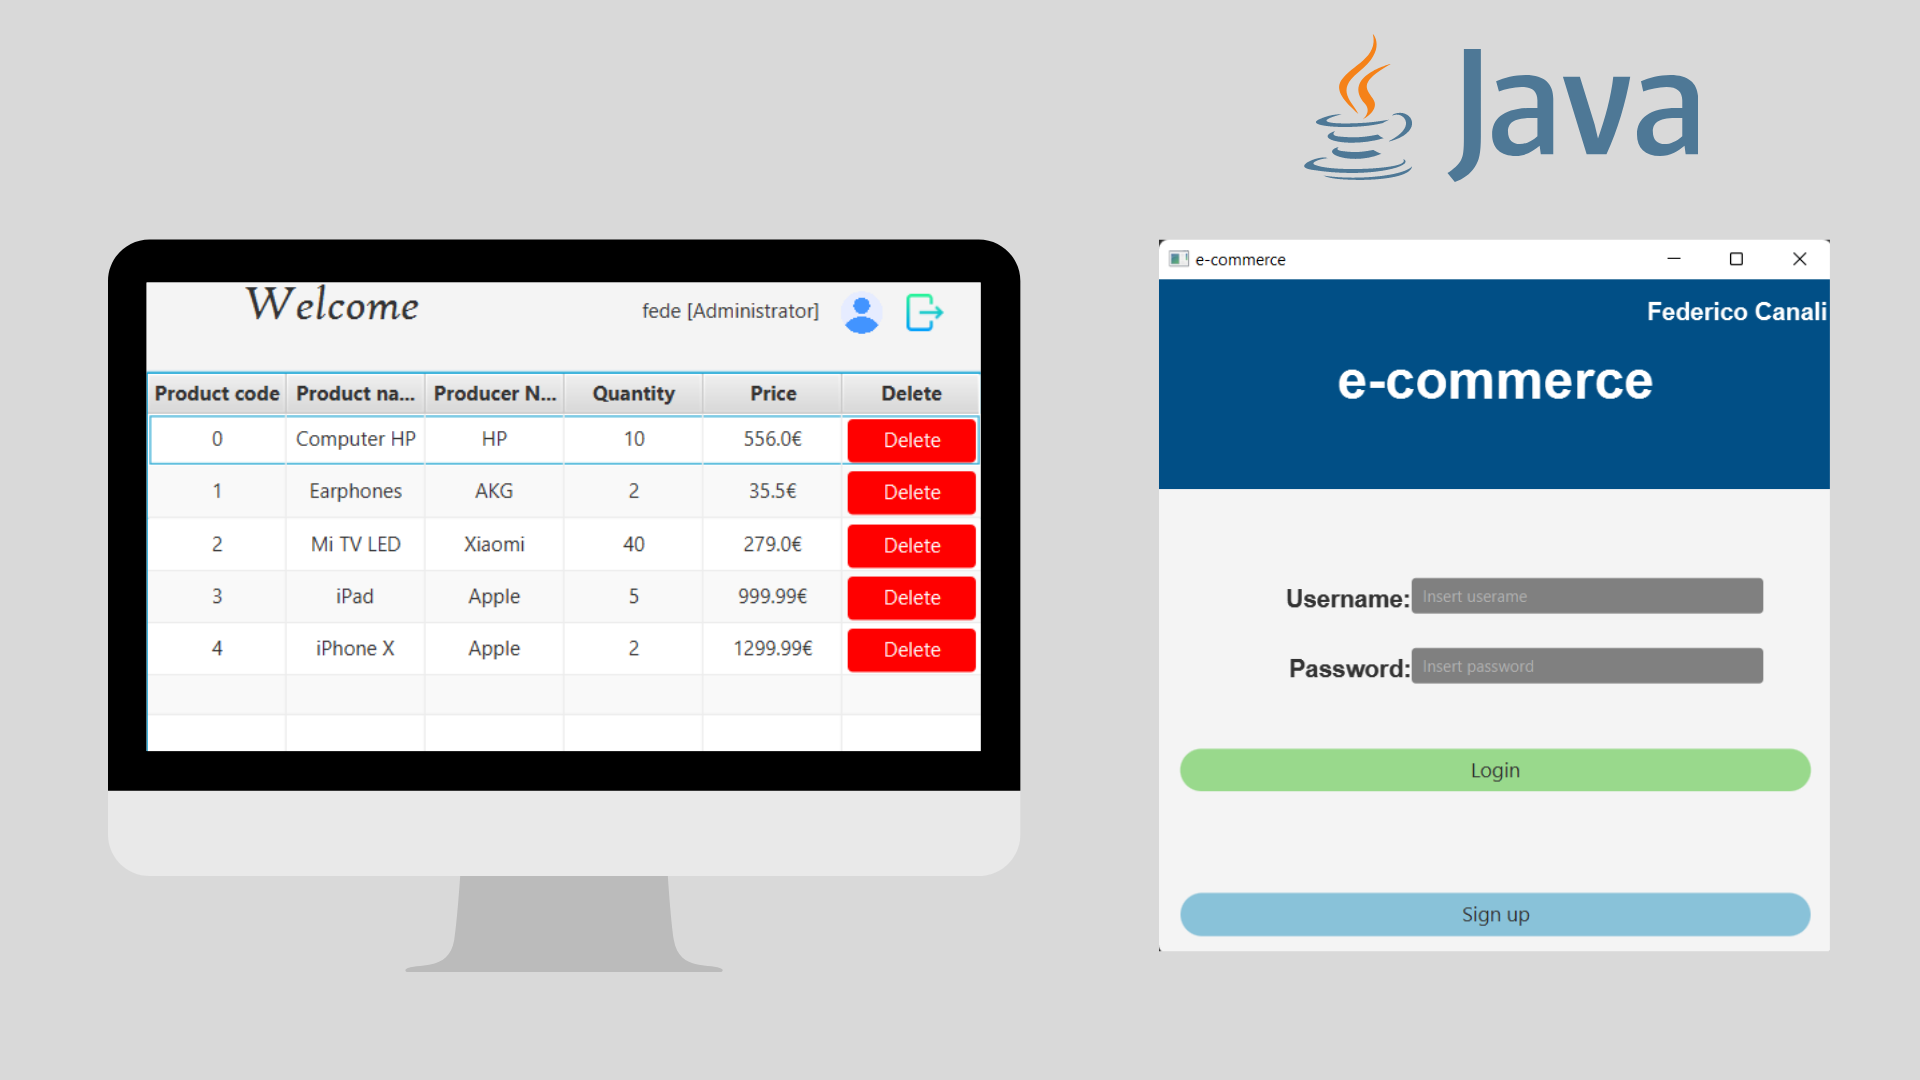 Java
Welcome
fede [Administrator]
Product code Product na... Producer N... Quantity Price Delete
0 Computer HP HP 10 556.0€ Delete
1 Earphones AKG 2 35.5€ Delete
2 Mi TV LED Xiaomi 40 279.0€ Delete
3 iPad Apple 5 999.99€ Delete
4 iPhone X Apple 2 1299.99€ Delete
e-commerce
Federico Canali
e-commerce
Username: Insert userame
Password: Insert password
Login
Sign up